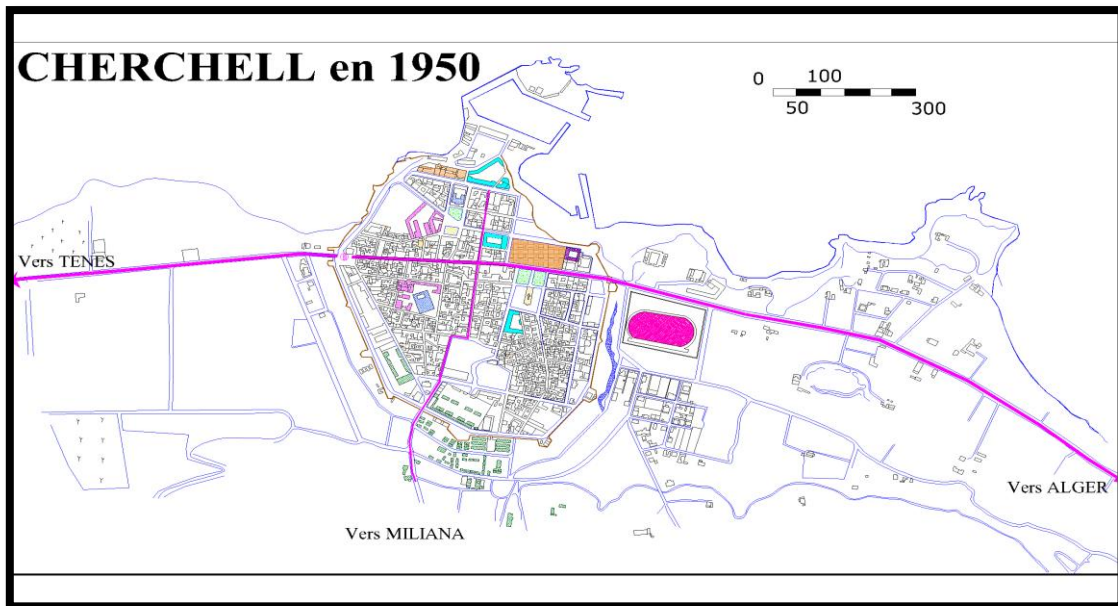 CHERCHELL en 1950
0 100
50 300
Vers TENES
Vers ALGER
Vers MILIANA